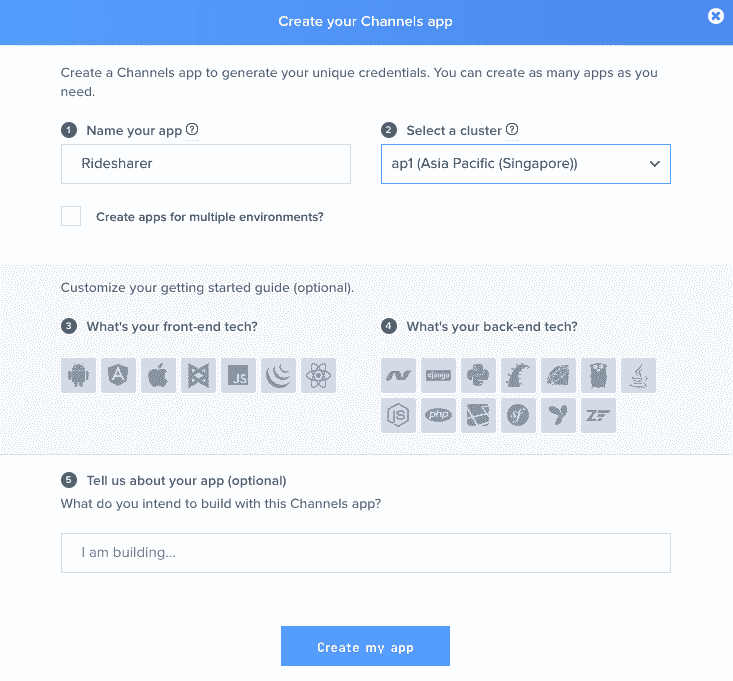 Create your Channels app
Create a Channels app to generate your unique credentials. You can create as many apps as you
need.
1 Name your app ?
2 Select a cluster ?
Ridesharer
ap1 (Asia Pacific (Singapore))
Create apps for multiple environments?
Customize your getting started guide (optional).
3 What's your front-end tech?
4 What's your back-end tech?
JS
django
JS
php
sf
ZF
5 Tell us about your app (optional)
What do you intend to build with this Channels app?
I am building...
Create my app